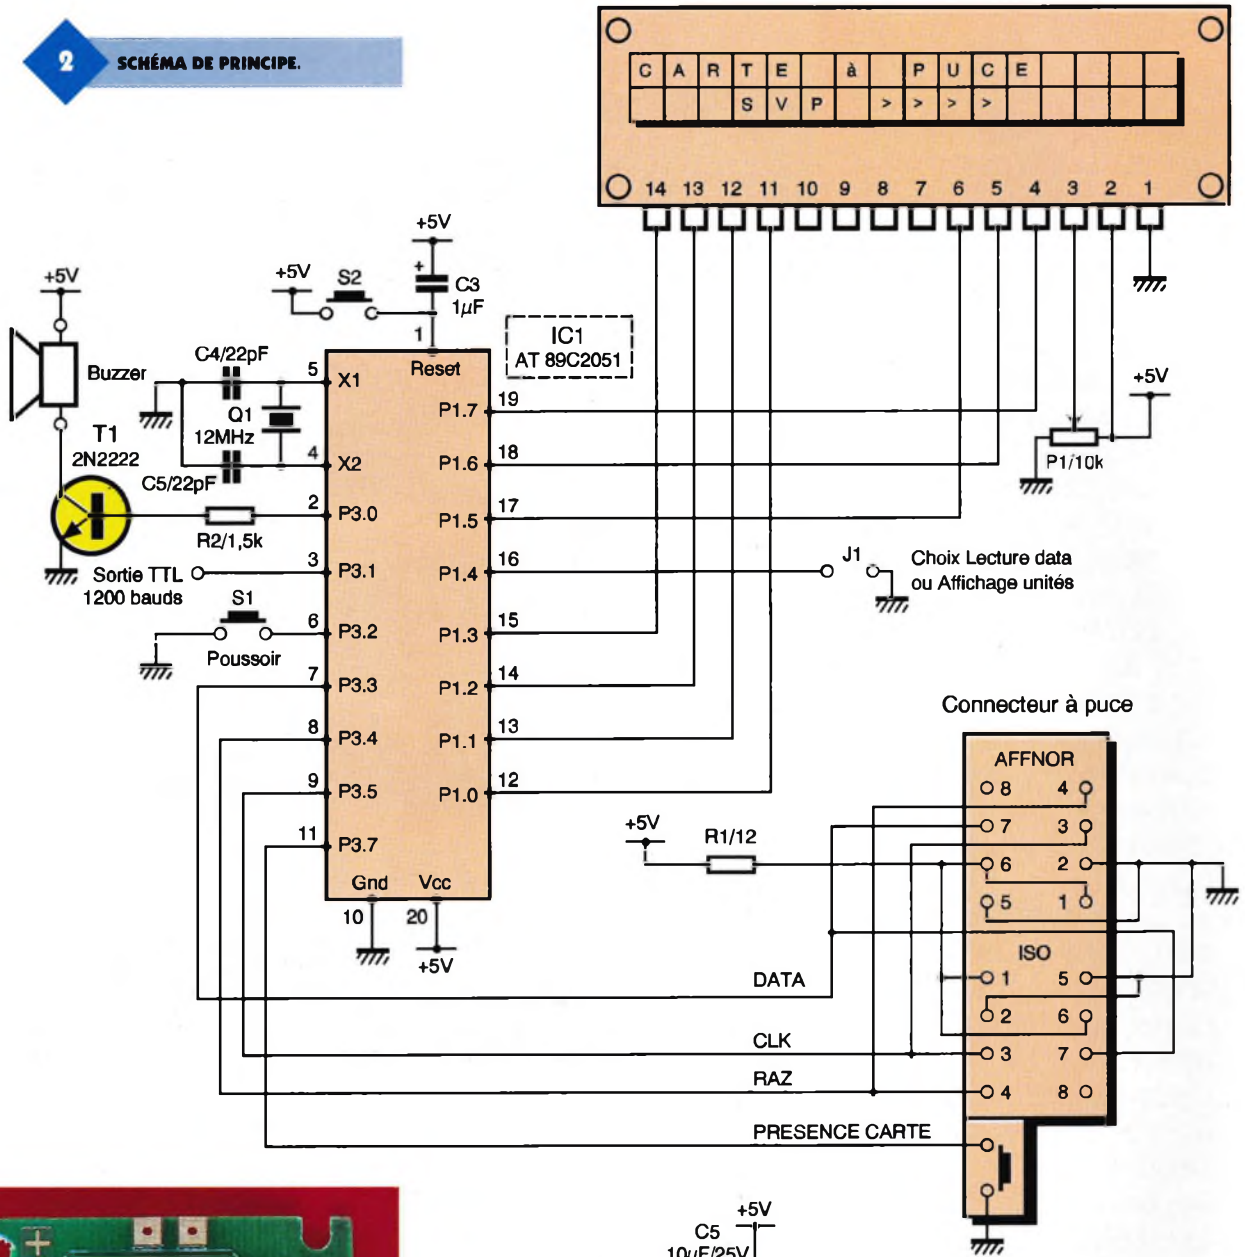 2 SCHÉMA DE PRINCIPE.
CARTE à PUCE
SVP >>>>
14 13 12 11 10 9 8 7 6 5 4 3 2 1
+5V
+5V
S2
+
C3
1µF
1
+5V
Buzzer
T1
2N2222
C4/22pF
Q1
12MHz
C5/22pF
R2/1,5k
Sortie TTL
1200 bauds
S1
Poussoir
IC1
AT 89C2051
Reset
5 X1
4 X2
2 P3.0
3 P3.1
6 P3.2
7 P3.3
8 P3.4
9 P3.5
11 P3.7
P1.7 19
P1.6 18
P1.5 17
P1.4 16
P1.3 15
P1.2 14
P1.1 13
P1.0 12
Gnd Vcc
10 20
+5V
+5V
P1/10k
J1
Choix Lecture data
ou Affichage unités
Connecteur à puce
AFFNOR
8 4
7 3
6 2
5 1
ISO
1 5
2 6
3 7
4 8
+5V
R1/12
DATA
CLK
RAZ
PRESENCE CARTE
+5V
C5
10µF/25V
+